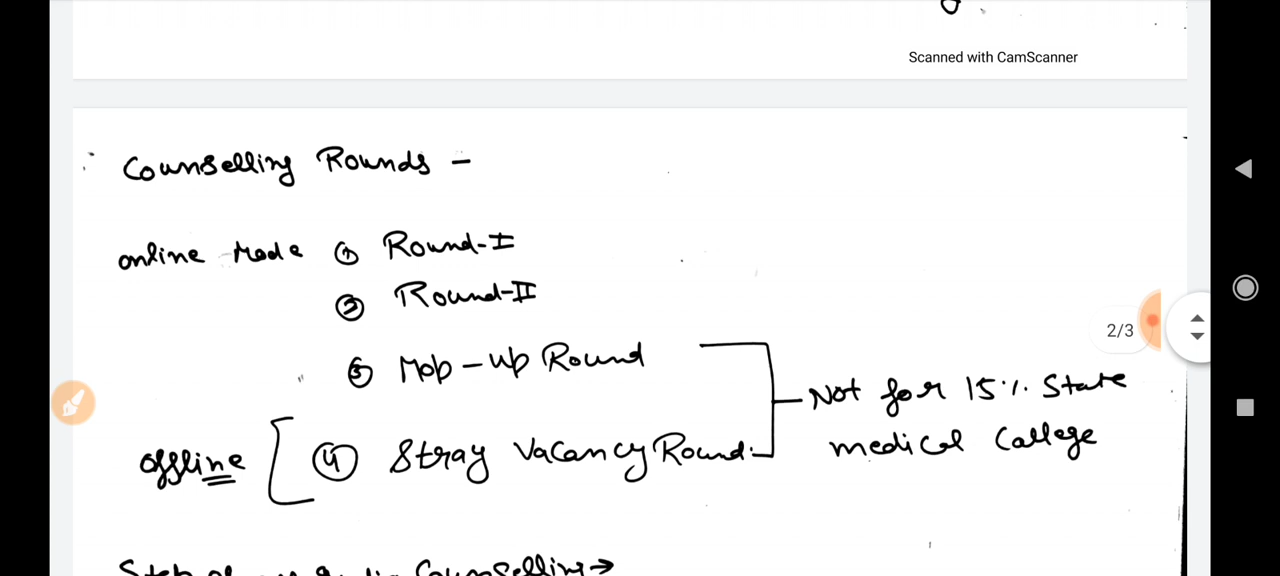 Scanned with CamScanner
Counselling Rounds -
online Mode ① Round-I
② Round-II
③ Mop-up Round
Not for 15% State
medical College
offline ④ Stray Vacancy Round
2/3
Counselling →